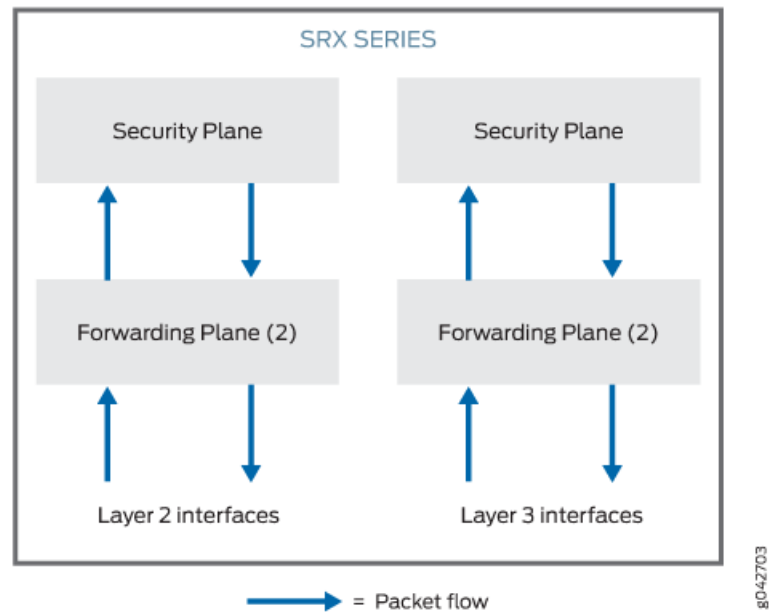 SRX SERIES
Security Plane
Security Plane
Forwarding Plane (2)
Forwarding Plane (2)
Layer 2 interfaces
Layer 3 interfaces
= Packet flow
g042703